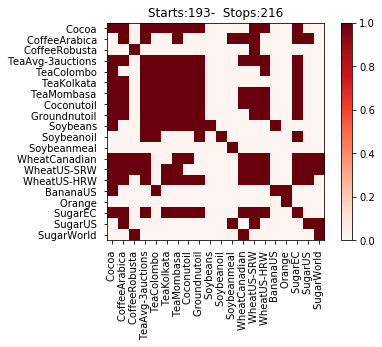 Starts:193- Stops:216
Cocoa
CoffeeArabica
CoffeeRobusta
TeaAvg-3auctions
TeaColombo
TeaKolkata
TeaMombasa
Coconutoil
Groundnutoil
Soybeans
Soybeanoil
Soybeanmeal
WheatCanadian
WheatUS-SRW
WheatUS-HRW
BananaUS
Orange
SugarEC
SugarUS
SugarWorld
1.0
0.8
0.6
0.4
0.2
0.0
Cocoa
CoffeeArabica
CoffeeRobusta
TeaAvg-3auctions
TeaColombo
TeaKolkata
TeaMombasa
Coconutoil
Groundnutoil
Soybeans
Soybeanoil
Soybeanmeal
WheatCanadian
WheatUS-SRW
WheatUS-HRW
BananaUS
Orange
SugarEC
SugarUS
SugarWorld